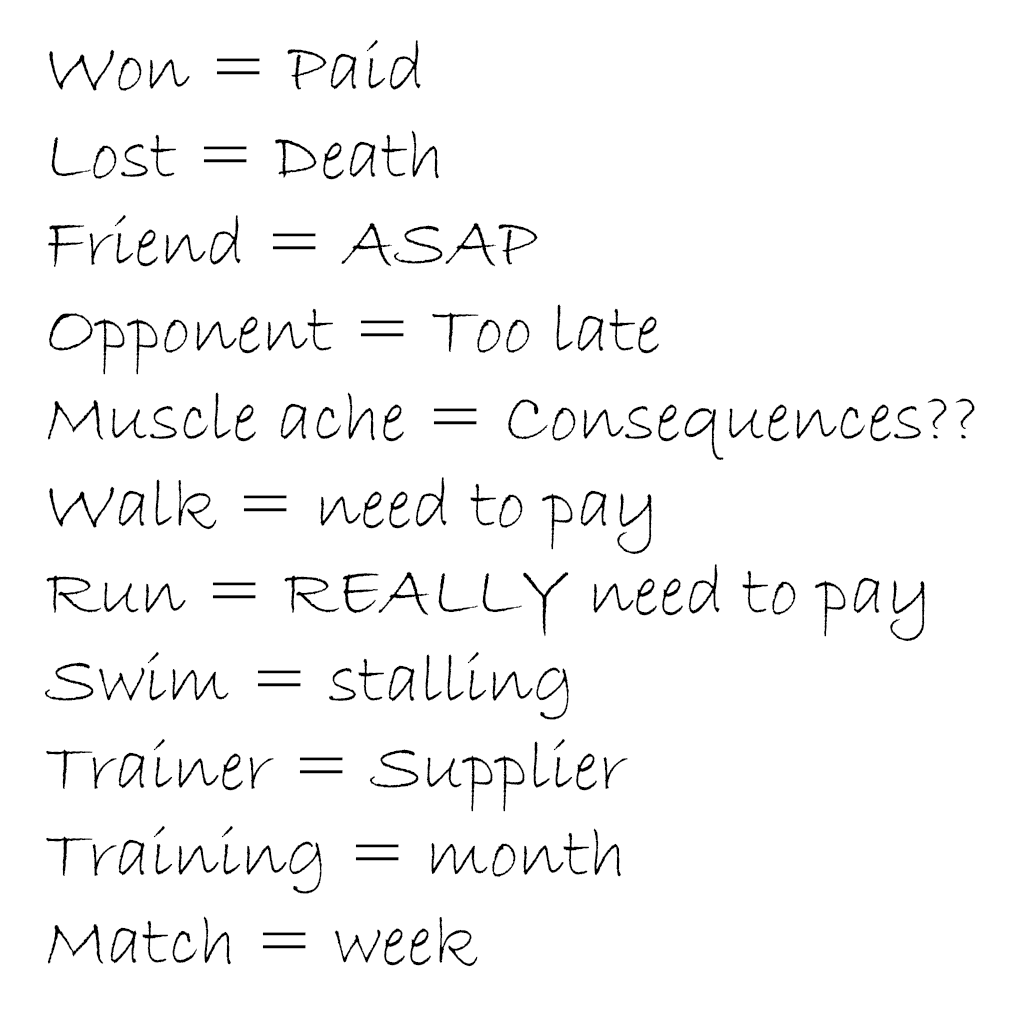 Won = Paid
Lost = Death
Friend = ASAP
Opponent = Too late
Muscle ache = Consequences??
Walk = need to pay
Run = REALLY need to pay
Swim = stalling
Trainer = Supplier
Training = month
Match = week